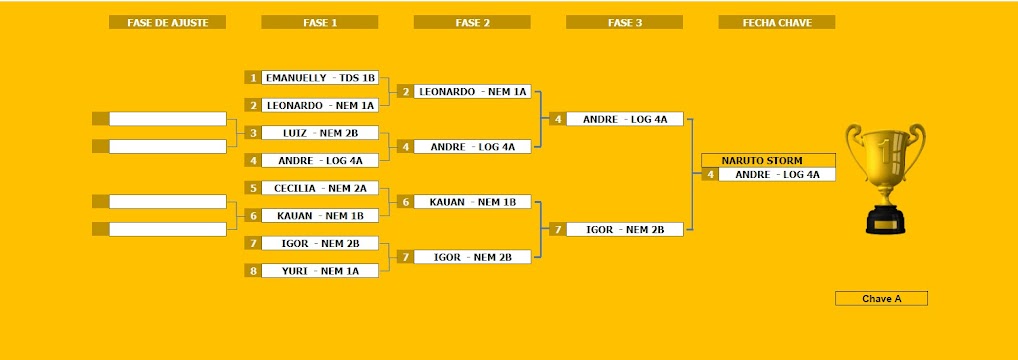 FASE DE AJUSTE FASE 1 FASE 2 FASE 3 FECHA CHAVE
1 EMANUELLY - TDS 1B
2 LEONARDO - NEM 1A
3 LUIZ - NEM 2B
4 ANDRE - LOG 4A
5 CECILIA - NEM 2A
6 KAUAN - NEM 1B
7 IGOR - NEM 2B
8 YURI - NEM 1A
2 LEONARDO - NEM 1A
4 ANDRE - LOG 4A
6 KAUAN - NEM 1B
7 IGOR - NEM 2B
4 ANDRE - LOG 4A
7 IGOR - NEM 2B
NARUTO STORM
4 ANDRE - LOG 4A
1
Chave A